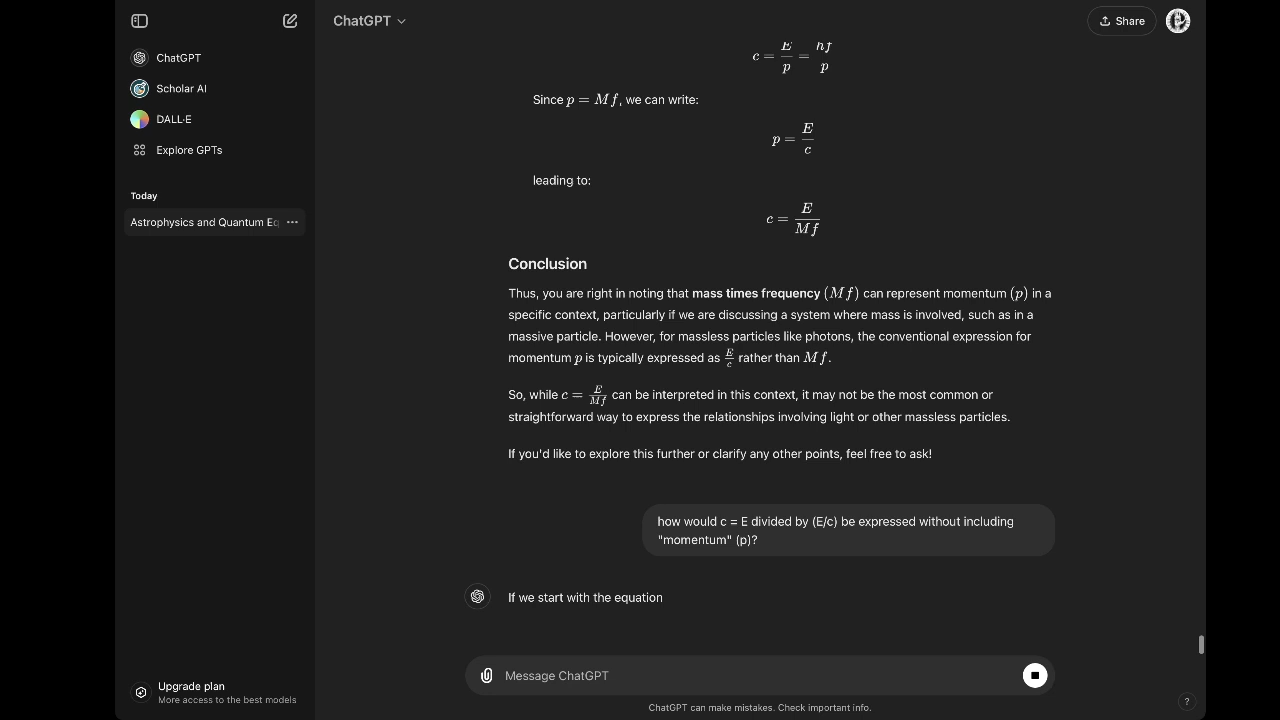 ChatGPT
Share
ChatGPT
Scholar AI
DALL·E
Explore GPTs
Today
Astrophysics and Quantum Eq
c = E/p = hf/p
Since p = Mf, we can write:
p = E/c
leading to:
c = E/Mf
Conclusion
Thus, you are right in noting that mass times frequency (Mf) can represent momentum (p) in a
specific context, particularly if we are discussing a system where mass is involved, such as in a
massive particle. However, for massless particles like photons, the conventional expression for
momentum p is typically expressed as E/c rather than Mf.
So, while c = E/Mf can be interpreted in this context, it may not be the most common or
straightforward way to express the relationships involving light or other massless particles.
If you'd like to explore this further or clarify any other points, feel free to ask!
how would c = E divided by (E/c) be expressed without including
"momentum" (p)?
If we start with the equation
Message ChatGPT
Upgrade plan
More access to the best models
ChatGPT can make mistakes. Check important info.
?